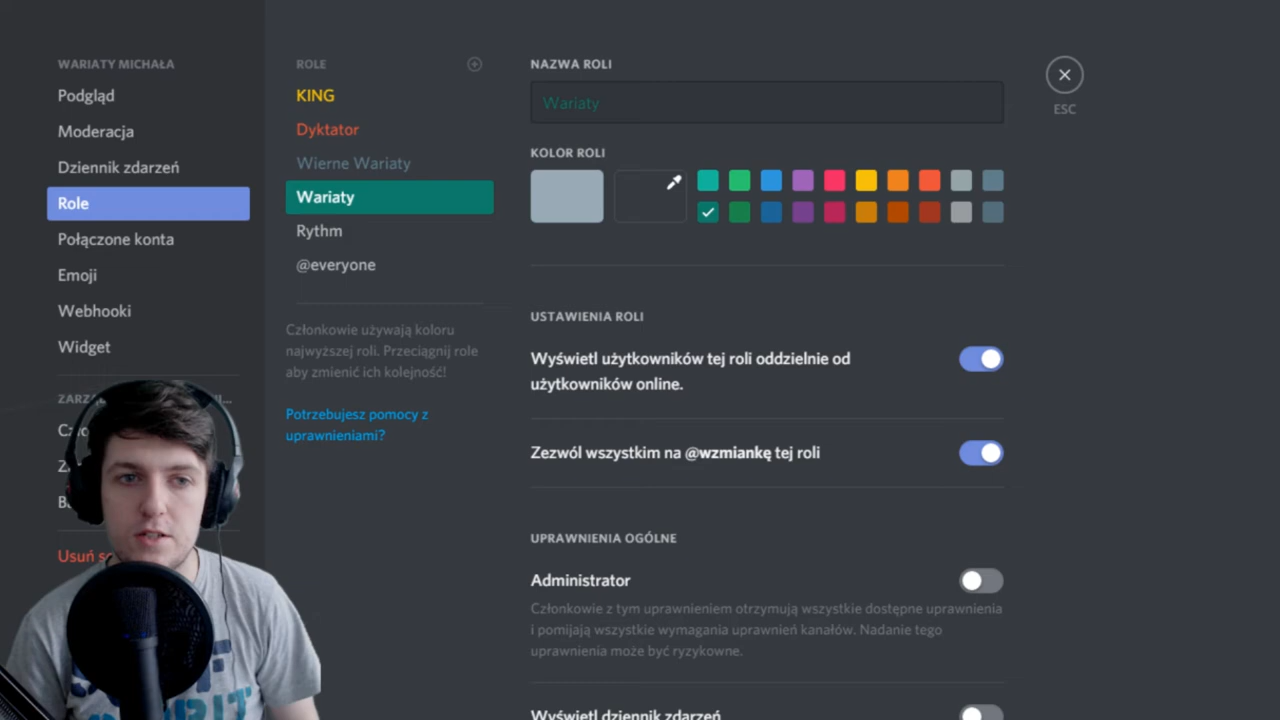 WARIATY MICHAŁA
Podgląd
Moderacja
Dziennik zdarzeń
Role
Połączone konta
Emoji
Webhooki
Widget
Usuń
ROLE
KING
Dyktator
Wierne Wariaty
Wariaty
Rythm
@everyone
Członkowie używają koloru
najwyższej roli. Przeciągnij role
aby zmienić ich kolejność!
Potrzebujesz pomocy z
uprawnieniami?
NAZWA ROLI
Wariaty
KOLOR ROLI
USTAWIENIA ROLI
Wyświetl użytkowników tej roli oddzielnie od
użytkowników online.
Zezwól wszystkim na @wzmiankę tej roli
UPRAWNIENIA OGÓLNE
Administrator
Członkowie z tym uprawnieniem otrzymują wszystkie dostępne uprawnienia
i pomijają wszystkie wymagania uprawnień kanałów. Nadanie tego
uprawnienia może być ryzykowne.
Wyświetl dziennik zdarzeń
ESC